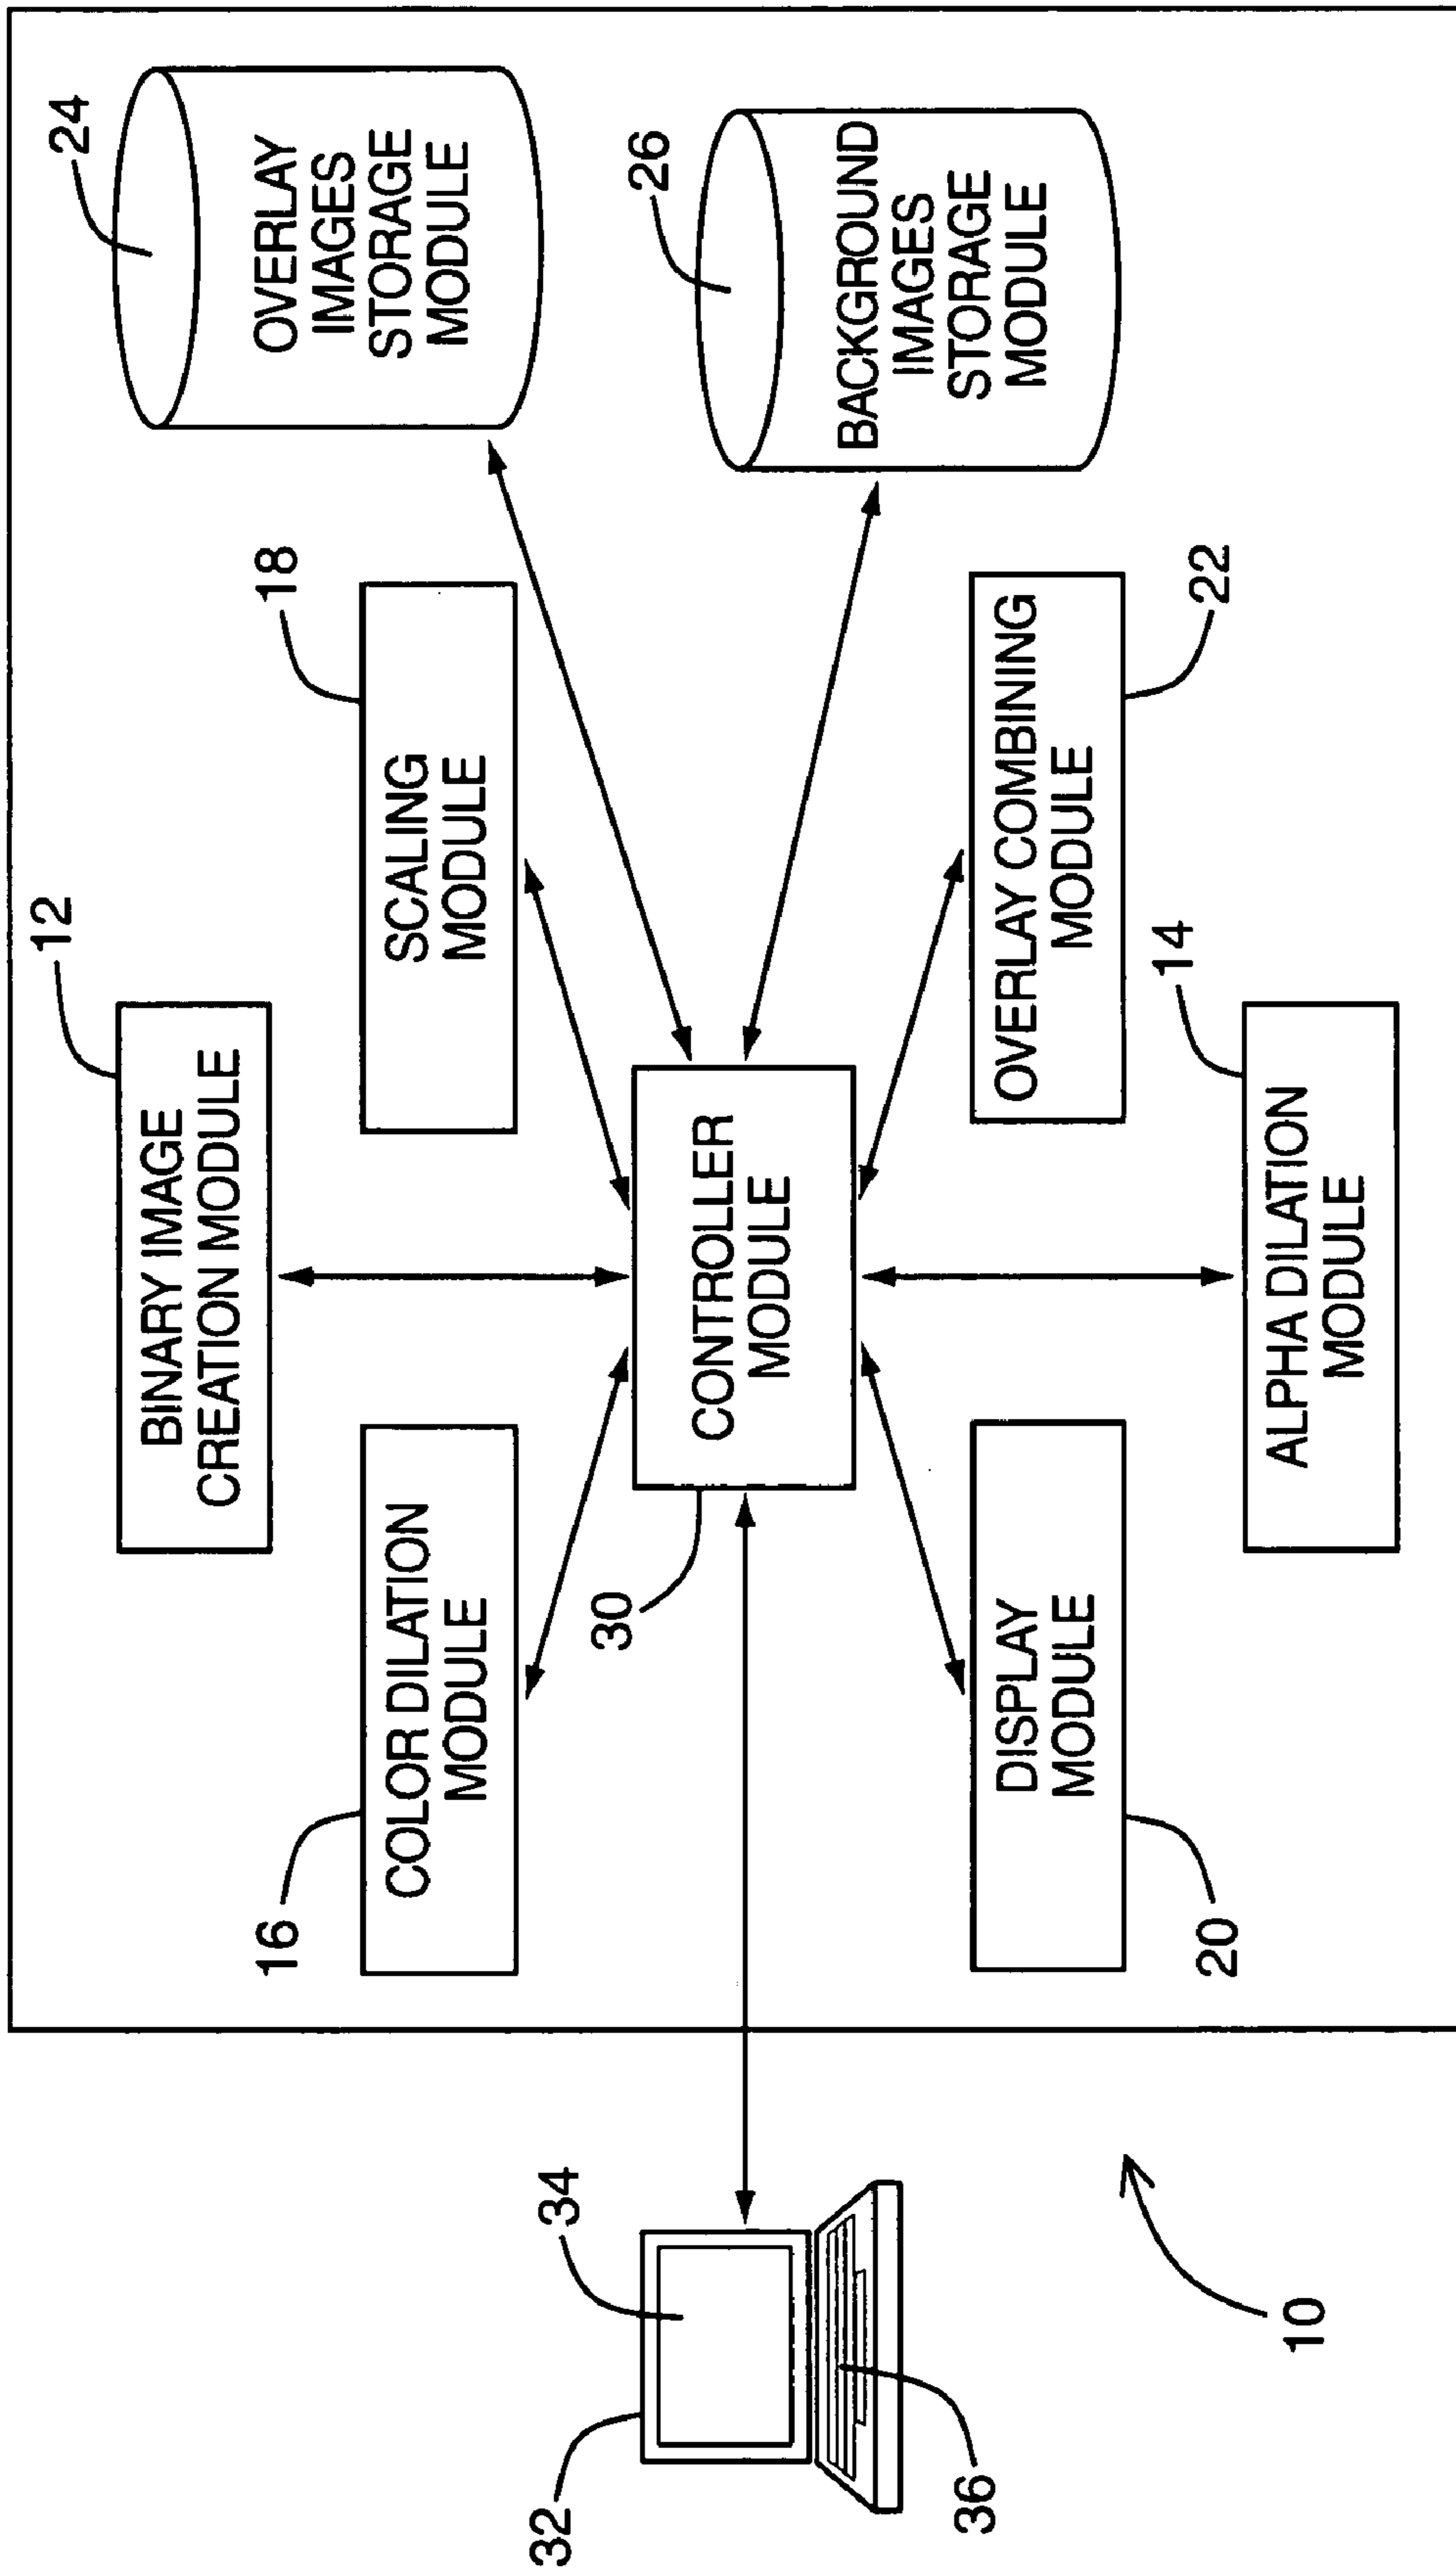 12
BINARY IMAGE
CREATION MODULE
24
OVERLAY
IMAGES
STORAGE
MODULE
16
COLOR DILATION
MODULE
18
SCALING
MODULE
32
34
36
30
CONTROLLER
MODULE
26
BACKGROUND
IMAGES
STORAGE
MODULE
20
DISPLAY
MODULE
22
OVERLAY COMBINING
MODULE
14
ALPHA DILATION
MODULE
10